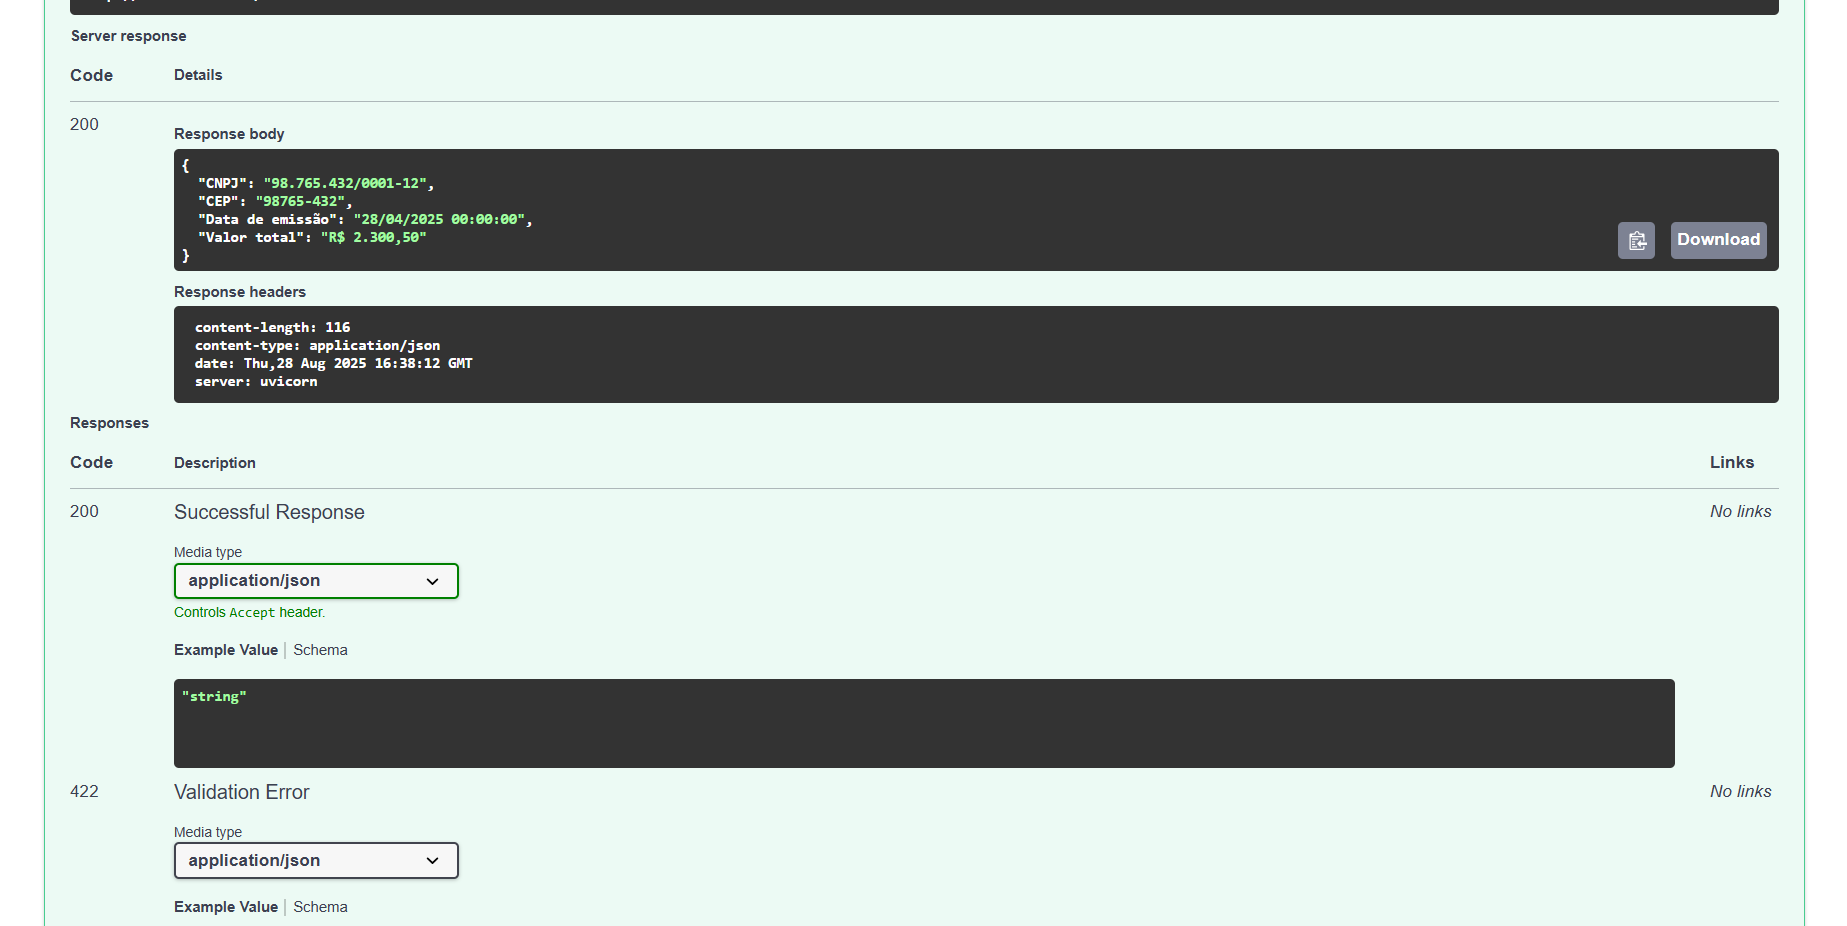 Server response
Code Details
200
Response body
{
"CNPJ": "98.765.432/0001-12",
"CEP": "98765-432",
"Data de emissão": "28/04/2025 00:00:00",
"Valor total": "R$ 2.300,50"
}
Download
Response headers
content-length: 116
content-type: application/json
date: Thu,28 Aug 2025 16:38:12 GMT
server: uvicorn
Responses
Code Description Links
200 Successful Response No links
Media type
application/json
Controls Accept header.
Example Value Schema
"string"
422 Validation Error No links
Media type
application/json
Example Value Schema